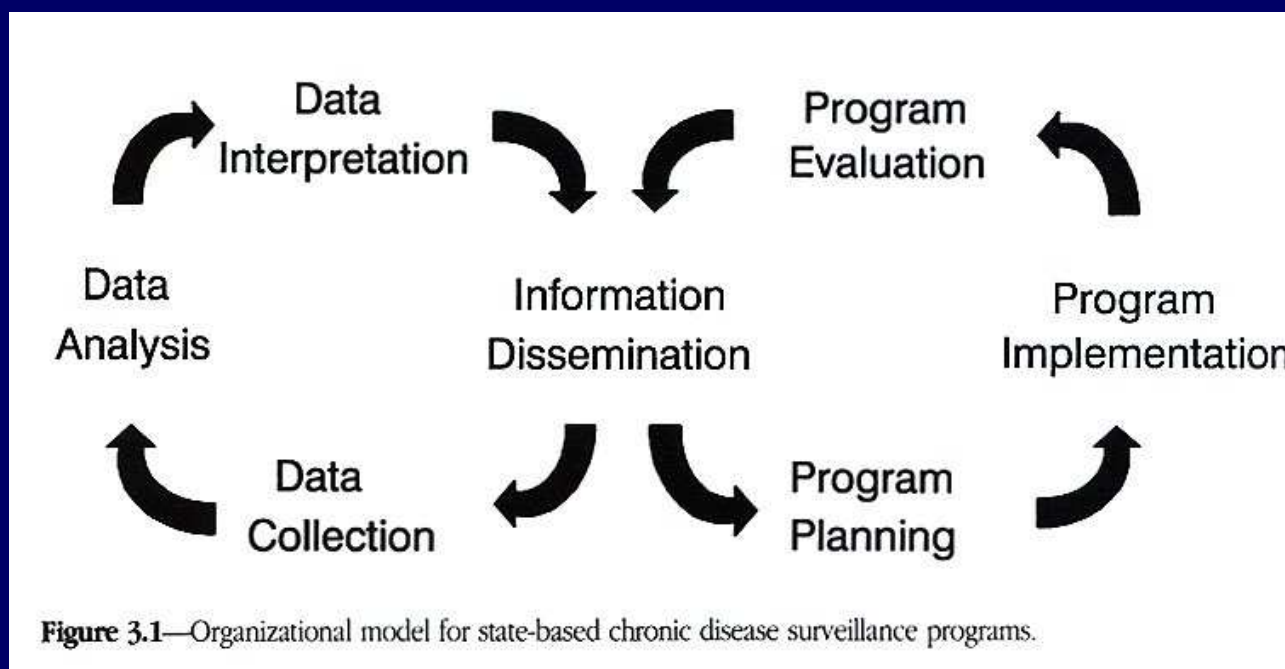 Data
Interpretation
Program
Evaluation
Data
Analysis
Information
Dissemination
Program
Implementation
Data
Collection
Program
Planning
Figure 3.1—Organizational model for state-based chronic disease surveillance programs.